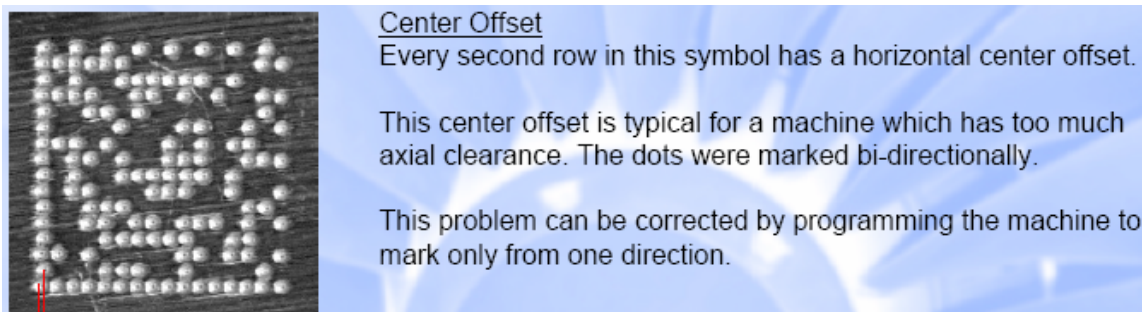 Center Offset
Every second row in this symbol has a horizontal center offset.
This center offset is typical for a machine which has too much
axial clearance. The dots were marked bi-directionally.
This problem can be corrected by programming the machine to
mark only from one direction.